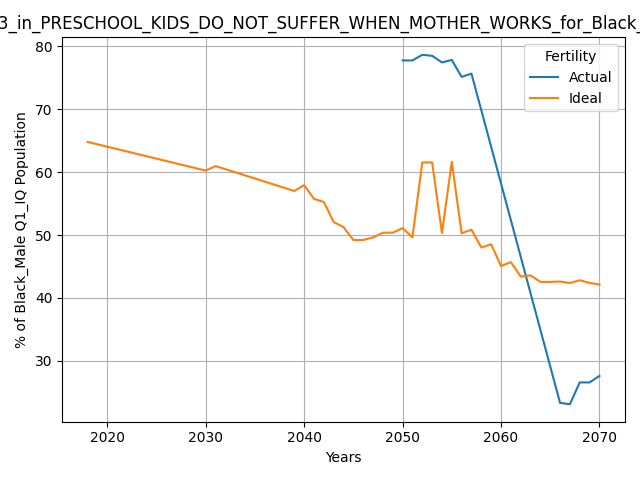 3_in_PRESCHOOL_KIDS_DO_NOT_SUFFER_WHEN_MOTHER_WORKS_for_Black_
Fertility
Actual
Ideal
% of Black_Male Q1_IQ Population
80
70
60
50
40
30
2020
2030
2040
2050
2060
2070
Years